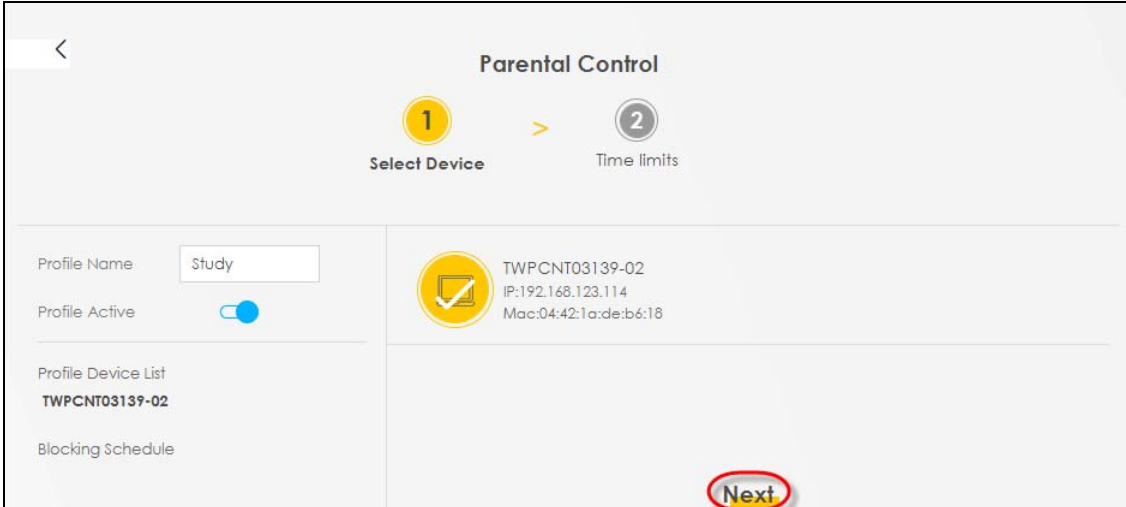 <
Parental Control
1 > 2
Select Device Time limits
Profile Name Study
Profile Active
Profile Device List
TWPCNT03139-02
Blocking Schedule
TWPCNT03139-02
IP:192.168.123.114
Mac:04:42:1a:de:b6:18
Next